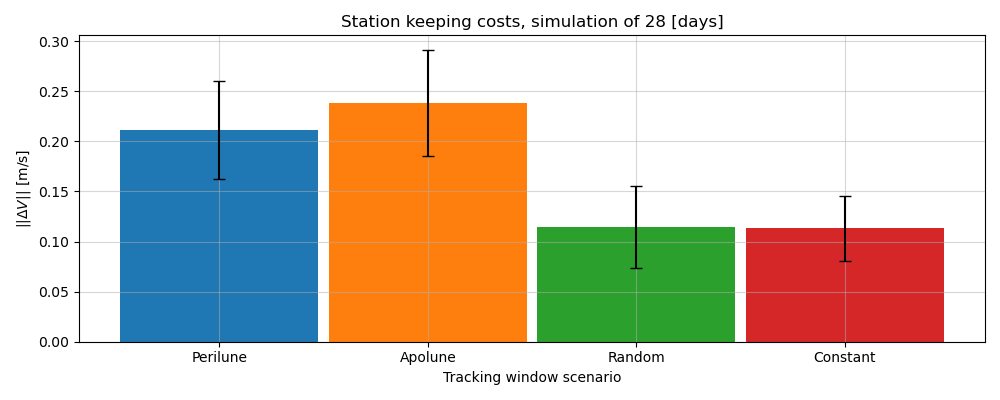 Station keeping costs, simulation of 28 [days]
0.30
0.25
0.20
0.15
0.10
0.05
0.00
||ΔV|| [m/s]
Perilune Apolune Random Constant
Tracking window scenario